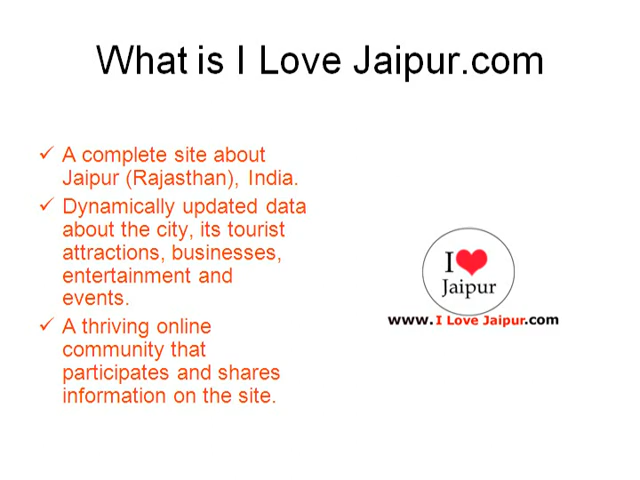 What is I Love Jaipur.com
A complete site about
Jaipur (Rajasthan), India.
Dynamically updated data
about the city, its tourist
attractions, businesses,
entertainment and
events.
A thriving online
community that
participates and shares
information on the site.
I
Jaipur
www.I Love Jaipur.com